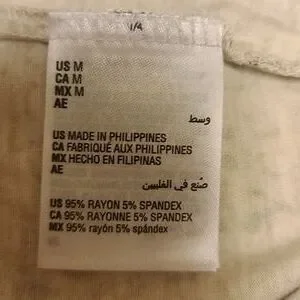 1/4
US M
CA M
MX M
AE
وسط
US MADE IN PHILIPPINES
CA FABRIQUÉ AUX PHILIPPINES
MX HECHO EN FILIPINAS
AE
صُنع في الفلبين
US 95% RAYON 5% SPANDEX
CA 95% RAYONNE 5% SPANDEX
MX 95% rayón 5% spándex